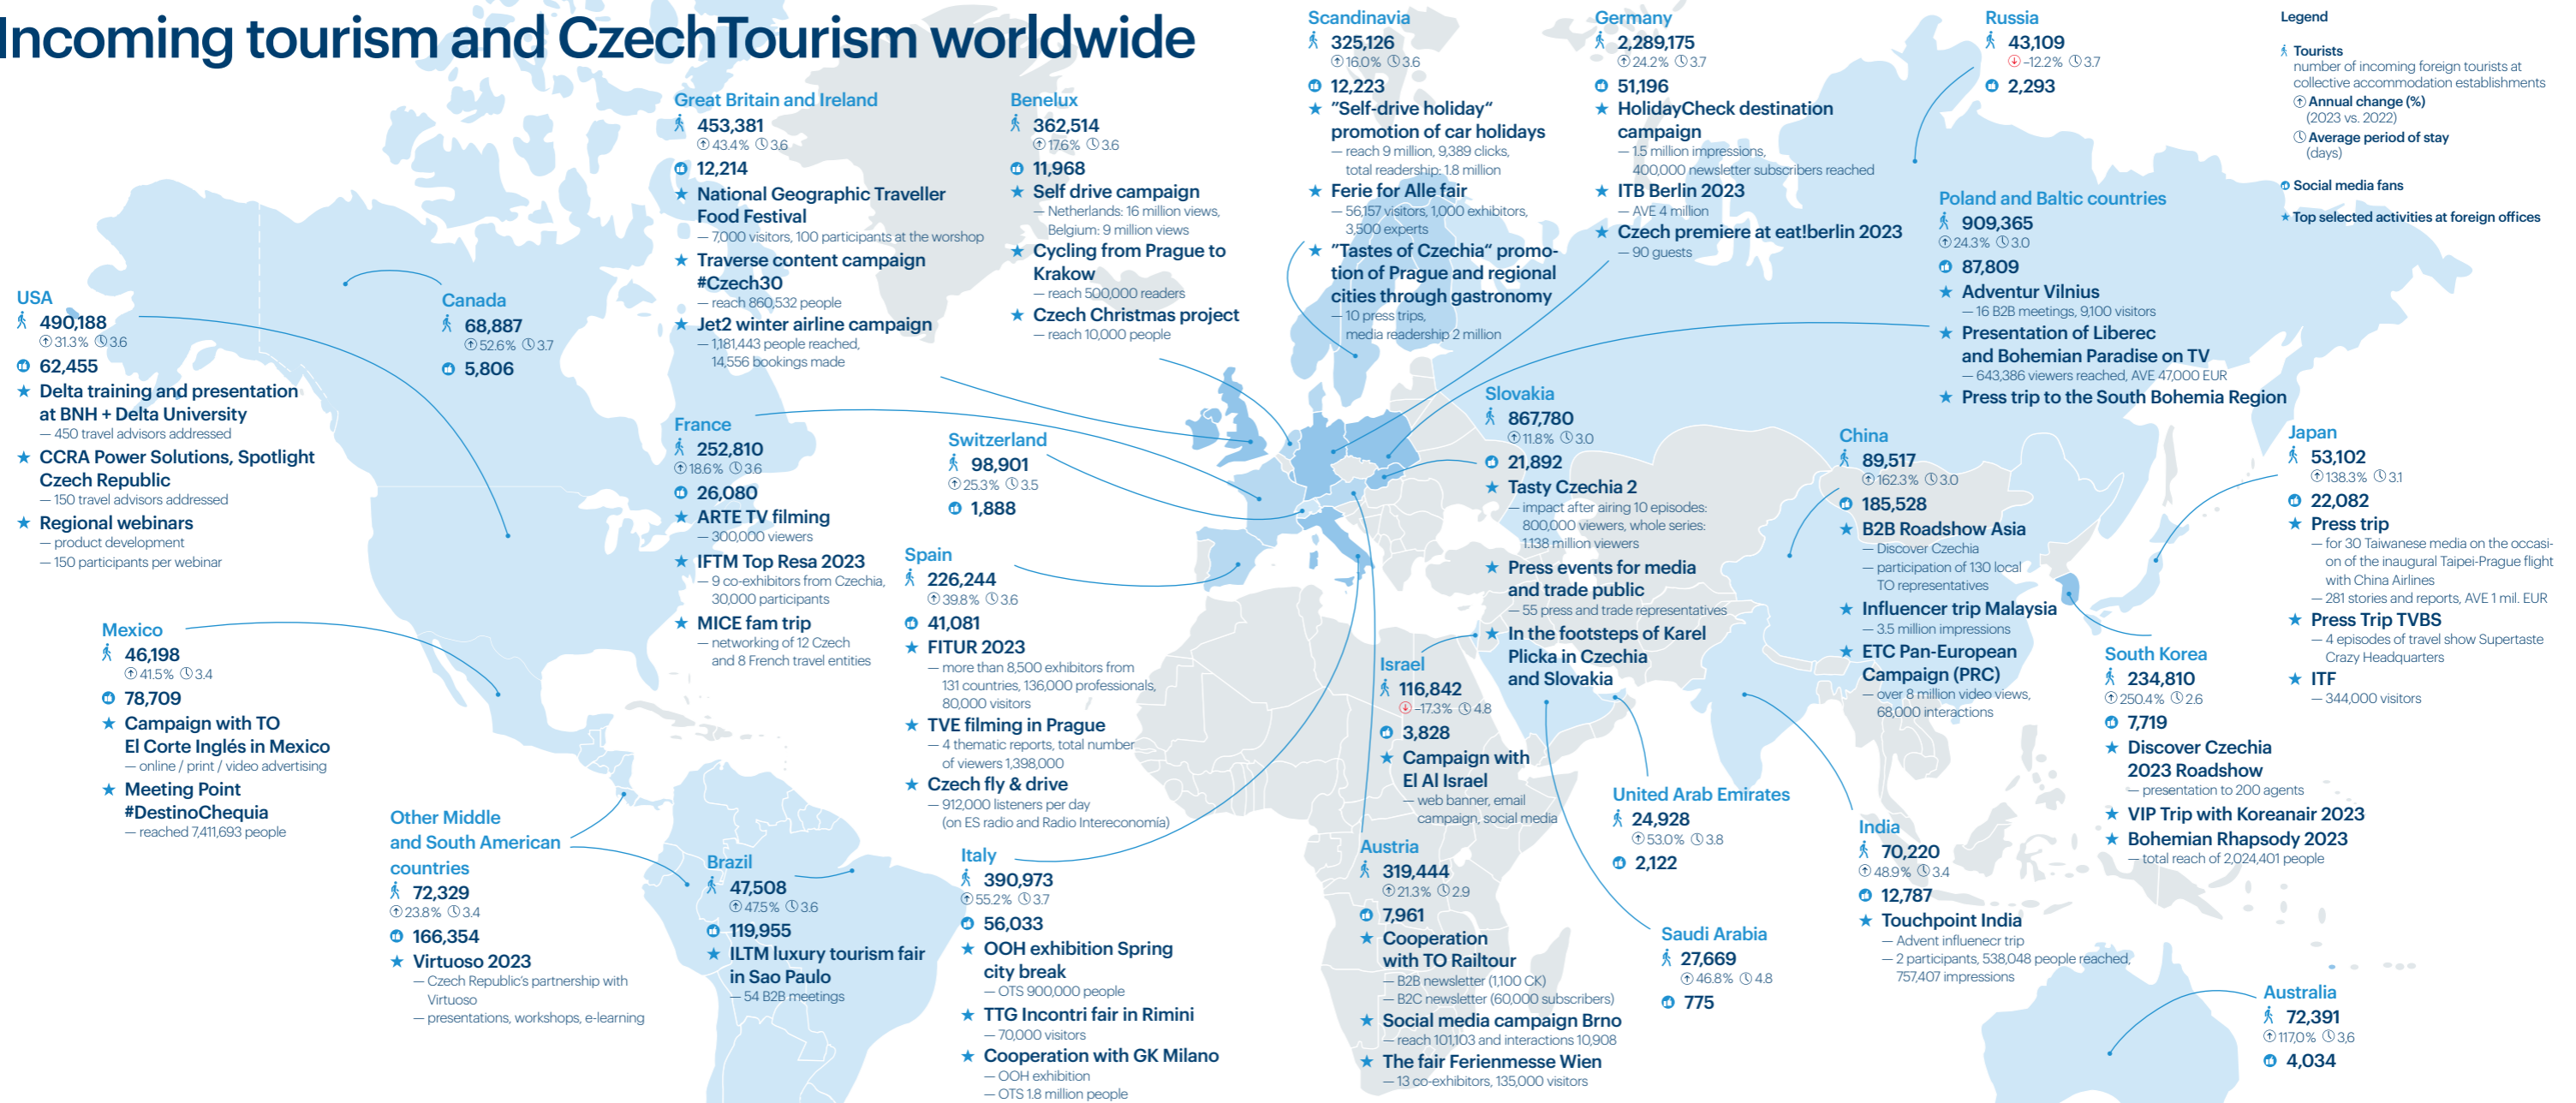 Incoming tourism and CzechTourism worldwide
USA
490,188
31.3% 3.6
62,455
★ Delta training and presentation
at BNH + Delta University
— 450 travel advisors addressed
★ CCRA Power Solutions, Spotlight
Czech Republic
— 150 travel advisors addressed
★ Regional webinars
— product development
— 150 participants per webinar
Canada
68,887
52.6% 3.7
5,806
Mexico
46,198
41.5% 3.4
78,709
★ Campaign with TO
El Corte Inglés in Mexico
— online / print / video advertising
★ Meeting Point
#DestinoChequia
— reached 7,411,693 people
Other Middle
and South American
countries
72,329
23.8% 3.4
166,354
★ Virtuoso 2023
— Czech Republic's partnership with
Virtuoso
— presentations, workshops, e-learning
Great Britain and Ireland
453,381
43.4% 3.6
12,214
★ National Geographic Traveller
Food Festival
— 7,000 visitors, 100 participants at the worshop
★ Traverse content campaign
#Czech30
— reach 860,532 people
★ Jet2 winter airline campaign
— 1,181,443 people reached,
14,556 bookings made
France
252,810
18.6% 3.6
26,080
★ ARTE TV filming
— 300,000 viewers
★ IFTM Top Resa 2023
— 9 co-exhibitors from Czechia,
30,000 participants
★ MICE fam trip
— networking of 12 Czech
and 8 French travel entities
Brazil
47,508
47.5% 3.6
119,955
★ ILTM luxury tourism fair
in Sao Paulo
— 54 B2B meetings
Benelux
362,514
17.6% 3.6
11,968
★ Self drive campaign
— Netherlands: 16 million views,
Belgium: 9 million views
★ Cycling from Prague to
Krakow
— reach 500,000 readers
★ Czech Christmas project
— reach 10,000 people
Switzerland
98,901
25.3% 3.5
1,888
Spain
226,244
39.8% 3.6
41,081
★ FITUR 2023
— more than 8,500 exhibitors from
131 countries, 136,000 professionals,
80,000 visitors
★ TVE filming in Prague
— 4 thematic reports, total number
of viewers 1,398,000
★ Czech fly & drive
— 912,000 listeners per day
(on ES radio and Radio Intereconomía)
Italy
390,973
55.2% 3.7
56,033
★ OOH exhibition Spring
city break
— OTS 900,000 people
★ TTG Incontri fair in Rimini
— 70,000 visitors
★ Cooperation with GK Milano
— OOH exhibition
— OTS 1.8 million people
Scandinavia
325,126
16.0% 3.6
12,223
★ ”Self-drive holiday“
promotion of car holidays
— reach 9 million, 9,389 clicks,
total readership: 1.8 million
★ Ferie for Alle fair
— 56,157 visitors, 1,000 exhibitors,
3,500 experts
★ ”Tastes of Czechia“ promo-
tion of Prague and regional
cities through gastronomy
— 10 press trips,
media readership 2 million
Germany
2,289,175
24.2% 3.7
51,196
★ HolidayCheck destination
campaign
— 1.5 million impressions,
400,000 newsletter subscribers reached
★ ITB Berlin 2023
— AVE 4 million
★ Czech premiere at eat!berlin 2023
— 90 guests
Slovakia
867,780
11.8% 3.0
21,892
★ Tasty Czechia 2
— impact after airing 10 episodes:
800,000 viewers, whole series:
1.138 million viewers
★ Press events for media
and trade public
— 55 press and trade representatives
★ In the footsteps of Karel
Plicka in Czechia
and Slovakia
Israel
116,842
-17.3% 4.8
3,828
★ Campaign with
El Al Israel
— web banner, email
campaign, social media
Austria
319,444
21.3% 2.9
7,961
★ Cooperation
with TO Railtour
— B2B newsletter (1,100 CK)
— B2C newsletter (60,000 subscribers)
★ Social media campaign Brno
— reach 101,103 and interactions 10,908
★ The fair Ferienmesse Wien
— 13 co-exhibitors, 135,000 visitors
United Arab Emirates
24,928
53.0% 3.8
2,122
Saudi Arabia
27,669
46.8% 4.8
775
Russia
43,109
-12.2% 3.7
2,293
Poland and Baltic countries
909,365
24.3% 3.0
87,809
★ Adventur Vilnius
— 16 B2B meetings, 9,100 visitors
★ Presentation of Liberec
and Bohemian Paradise on TV
— 643,386 viewers reached, AVE 47,000 EUR
★ Press trip to the South Bohemia Region
China
89,517
162.3% 3.0
185,528
★ B2B Roadshow Asia
— Discover Czechia
— participation of 130 local
TO representatives
★ Influencer trip Malaysia
— 3.5 million impressions
★ ETC Pan-European
Campaign (PRC)
— over 8 million video views,
68,000 interactions
India
70,220
48.9% 3.4
12,787
★ Touchpoint India
— Advent influenecr trip
— 2 participants, 538,048 people reached,
757,407 impressions
South Korea
234,810
250.4% 2.6
7,719
★ Discover Czechia
2023 Roadshow
— presentation to 200 agents
★ VIP Trip with Koreanair 2023
★ Bohemian Rhapsody 2023
— total reach of 2,024,401 people
Japan
53,102
138.3% 3.1
22,082
★ Press trip
— for 30 Taiwanese media on the occasi-
on of the inaugural Taipei-Prague flight
with China Airlines
— 281 stories and reports, AVE 1 mil. EUR
★ Press Trip TVBS
— 4 episodes of travel show Supertaste
Crazy Headquarters
★ ITF
— 344,000 visitors
Australia
72,391
117,0% 3,6
4,034
Legend
Tourists
number of incoming foreign tourists at
collective accommodation establishments
Annual change (%)
(2023 vs. 2022)
Average period of stay
(days)
Social media fans
★ Top selected activities at foreign offices